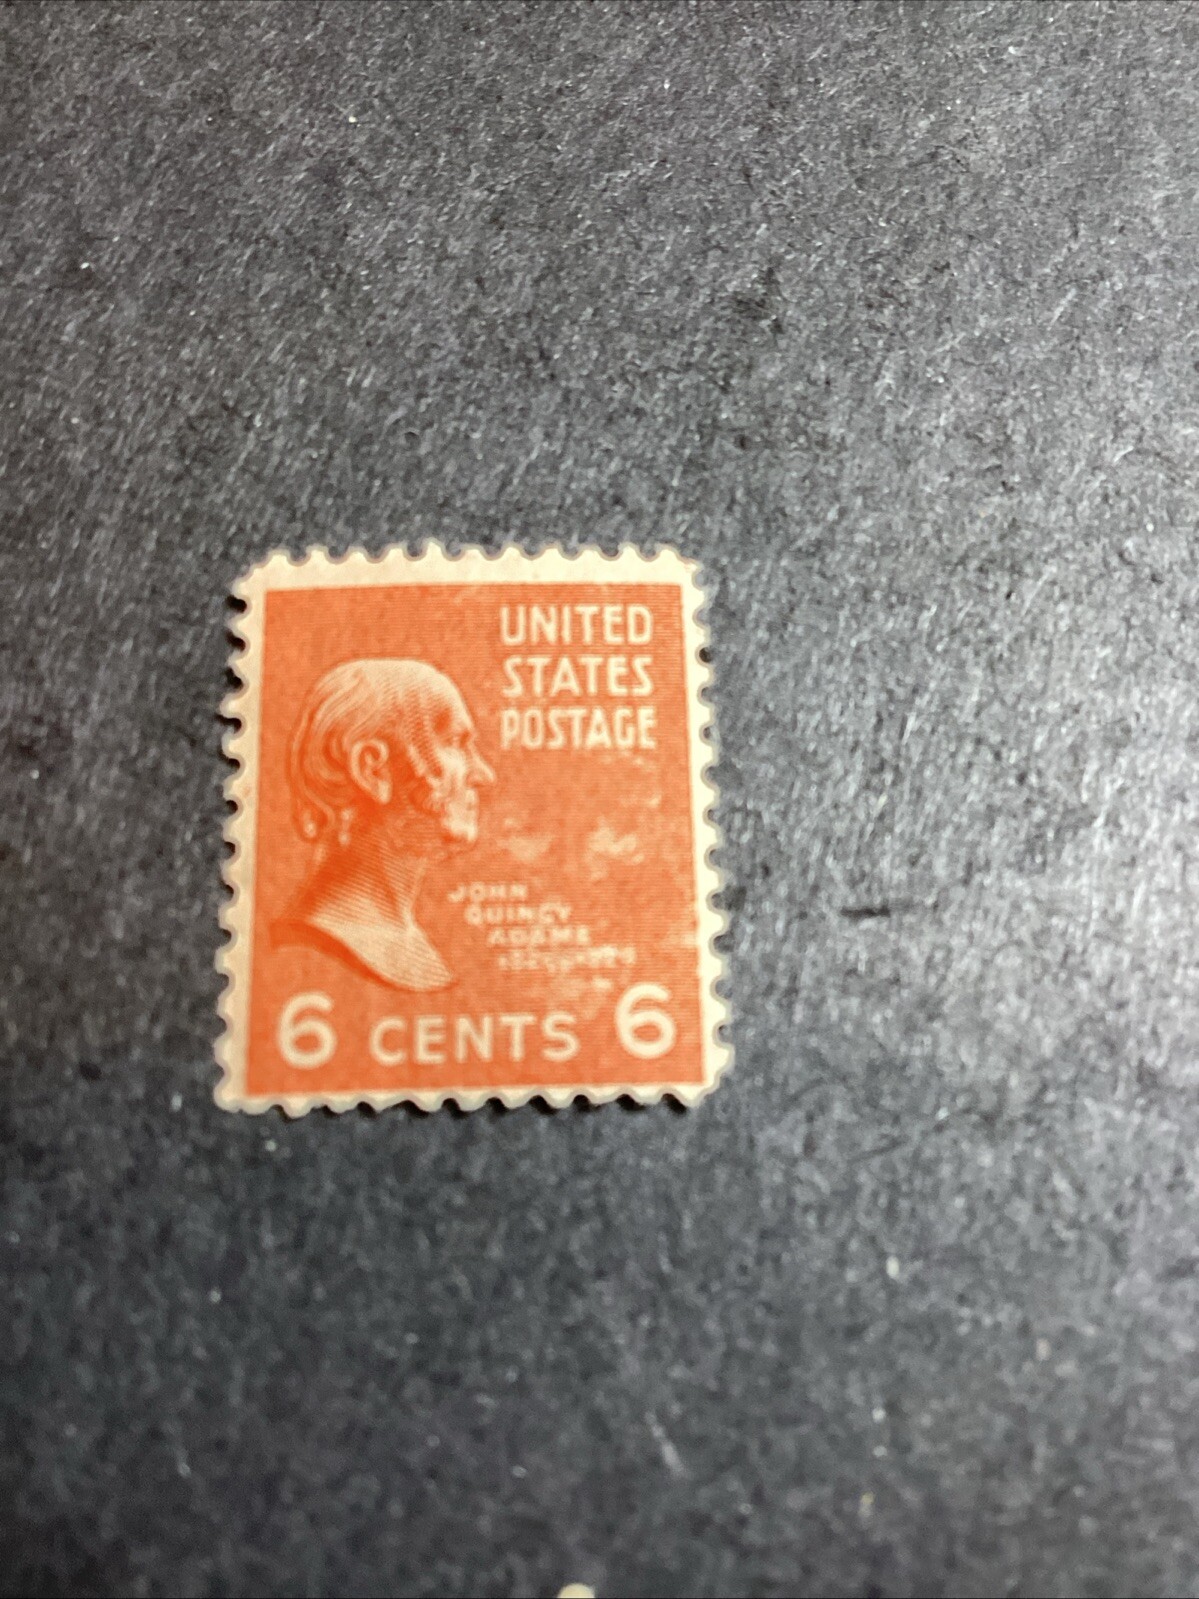 UNITED
STATES
POSTAGE
JOHN
QUINCY
ADAMS
6 CENTS 6